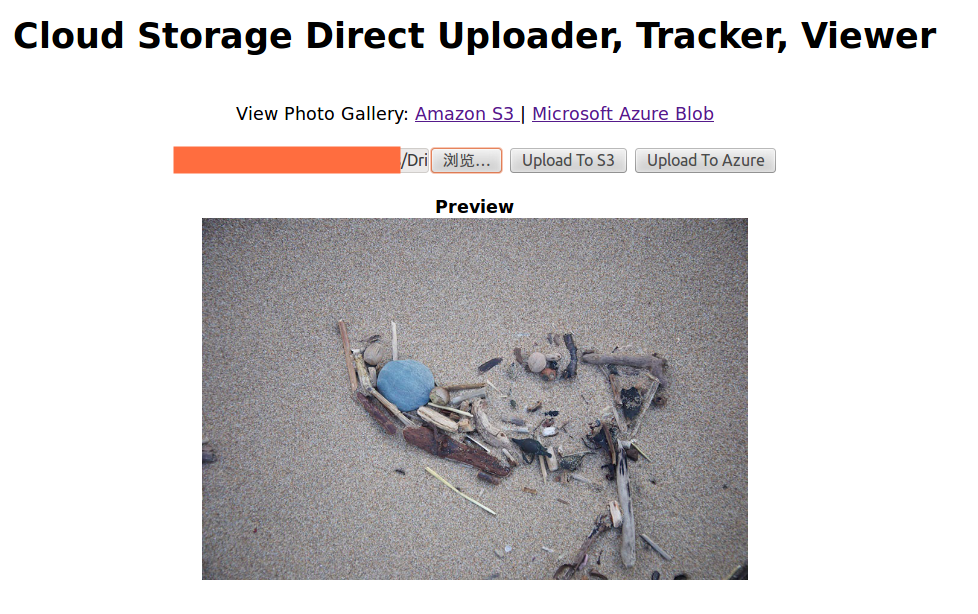 Cloud Storage Direct Uploader, Tracker, Viewer
View Photo Gallery: Amazon S3 | Microsoft Azure Blob
/Dri 浏览... Upload To S3 Upload To Azure
Preview